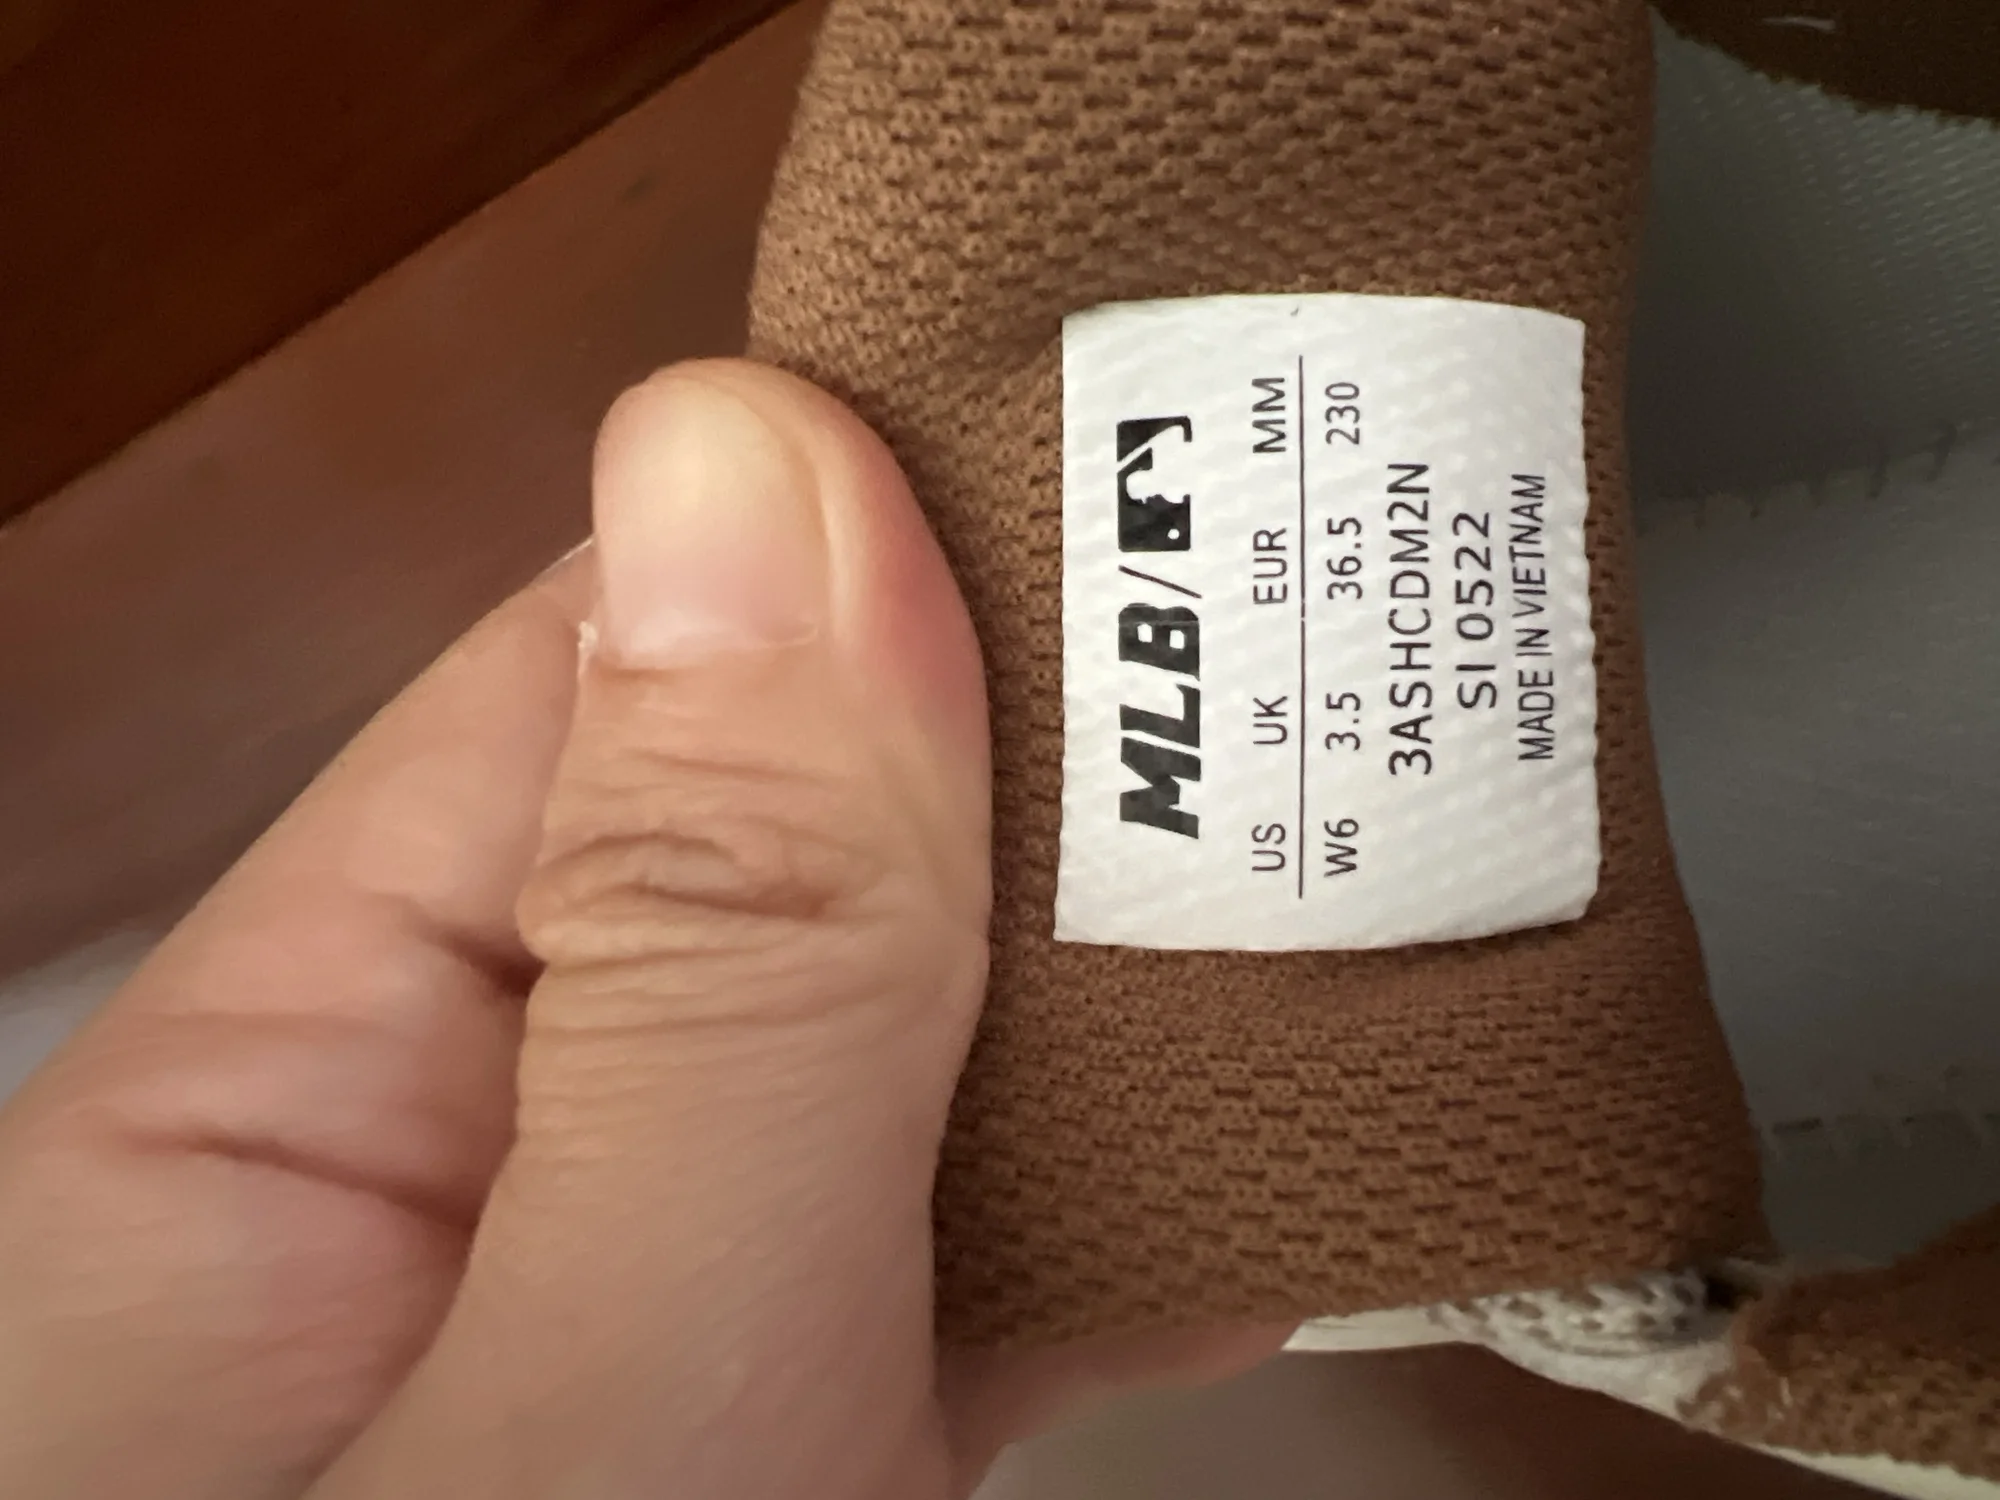 MLB/
US UK EUR MM
W6 3.5 36.5 230
3ASHCDM2N
SI 0522
MADE IN VIETNAM